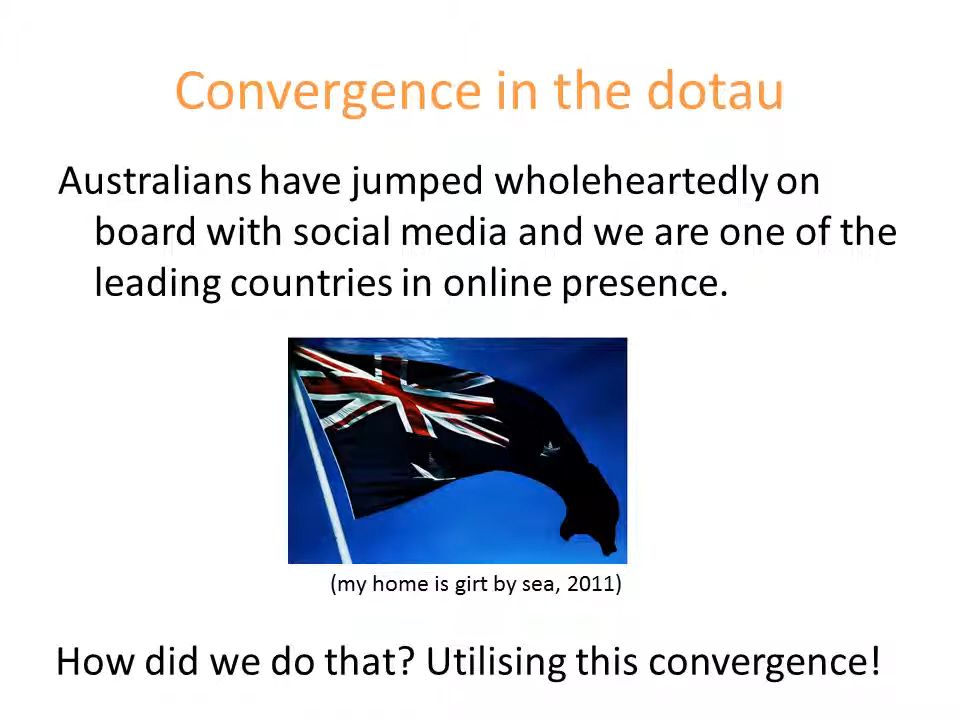 Convergence in the dotau
Australians have jumped wholeheartedly on
board with social media and we are one of the
leading countries in online presence.
(my home is girt by sea, 2011)
How did we do that? Utilising this convergence!